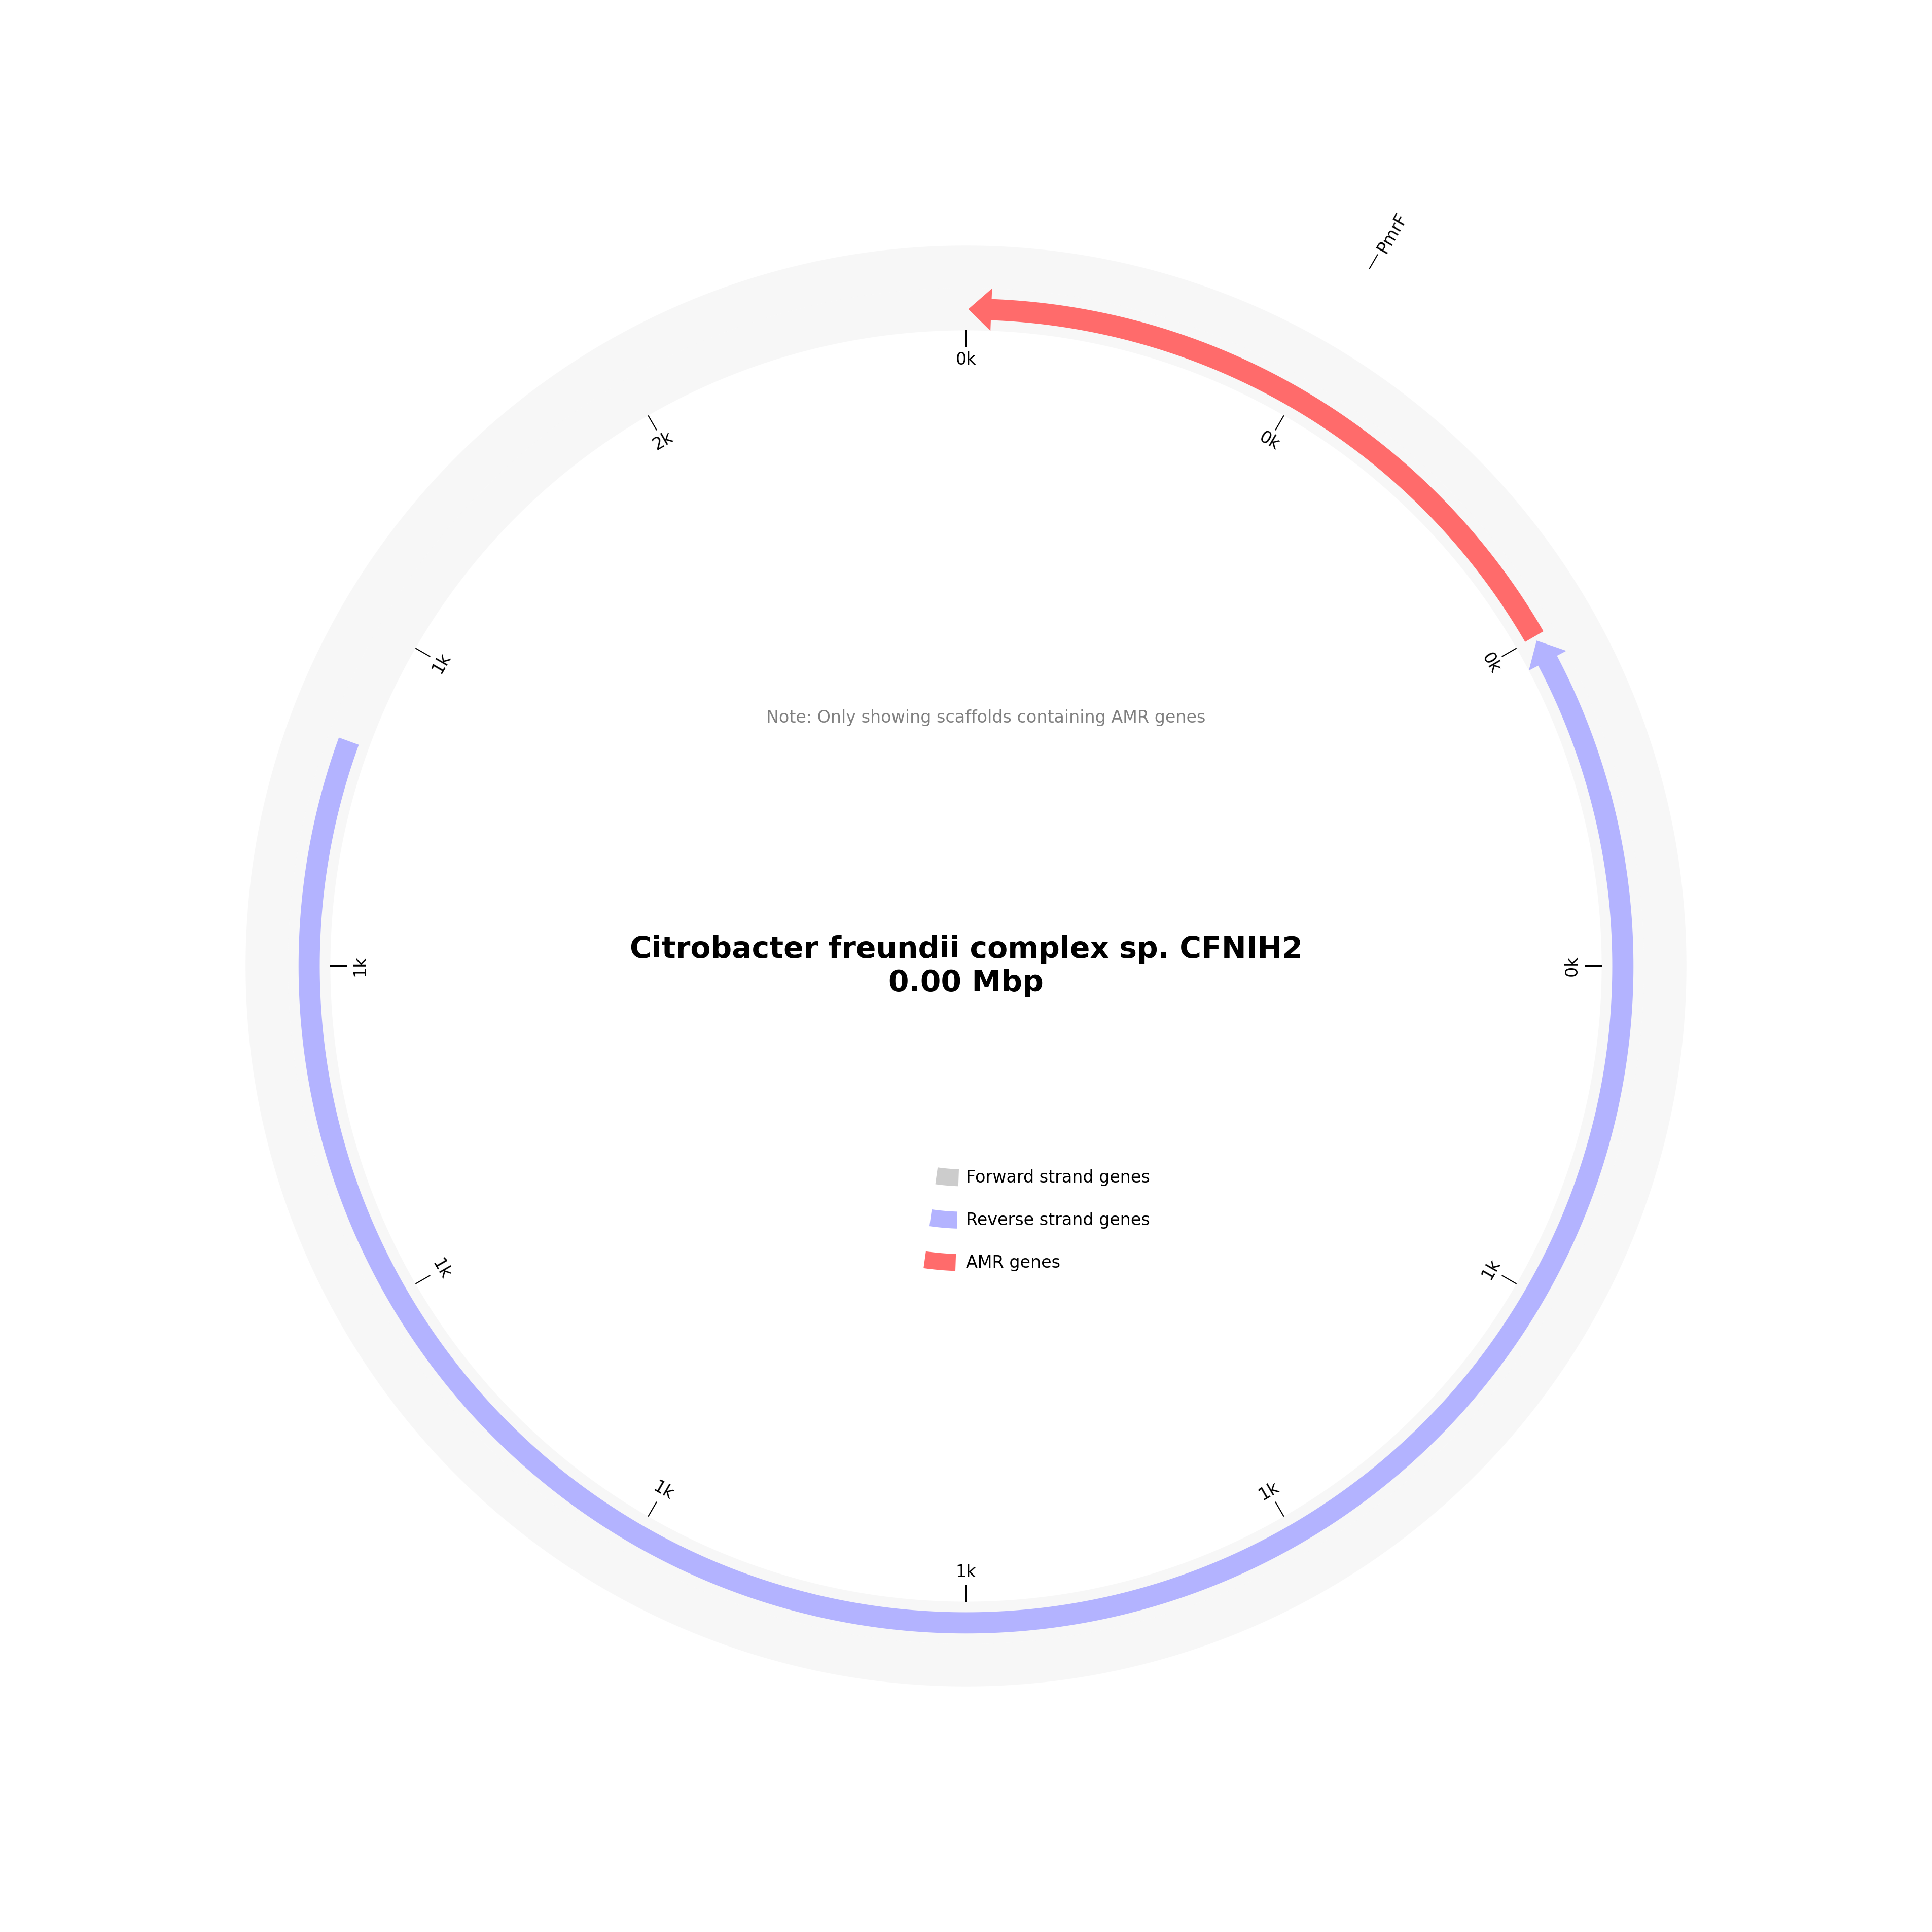 PmrF
0k
0k
0k
0k
1k
1k
1k
1k
1k
1k
1k
2k
Note: Only showing scaffolds containing AMR genes
Citrobacter freundii complex sp. CFNIH2
0.00 Mbp
Forward strand genes
Reverse strand genes
AMR genes